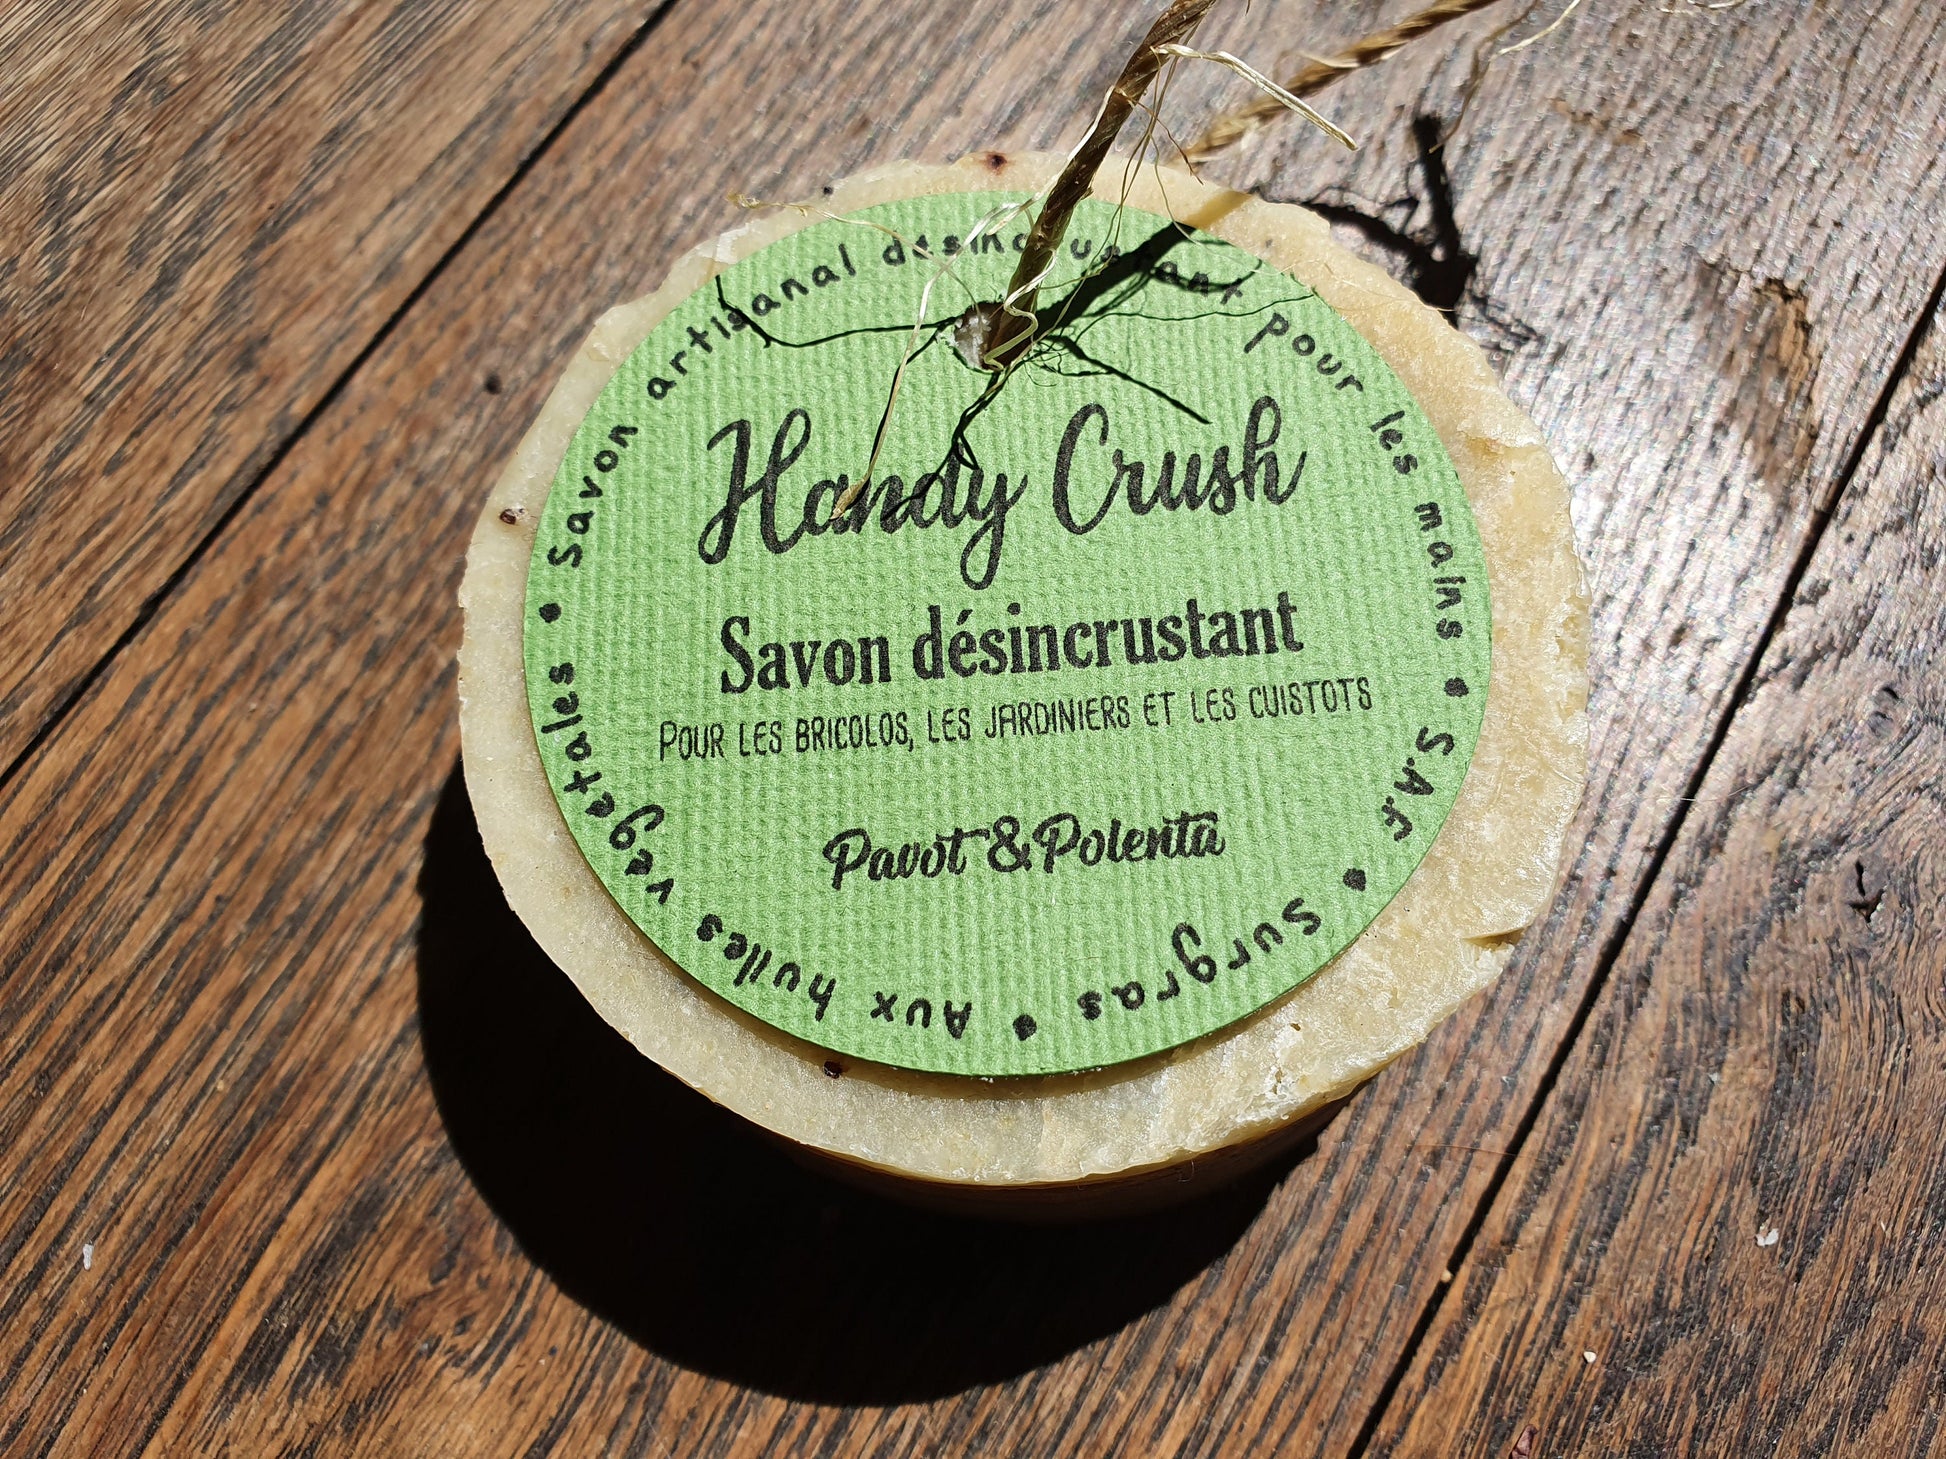 Handy Crush
Savon désincrustant
POUR LES BRICOLOS, LES JARDINIERS ET LES CUISTOTS
Pavot & Polenta
• Savon artisanal désincrustant pour les mains • S.A.F • Surgras • Aux huiles végétales